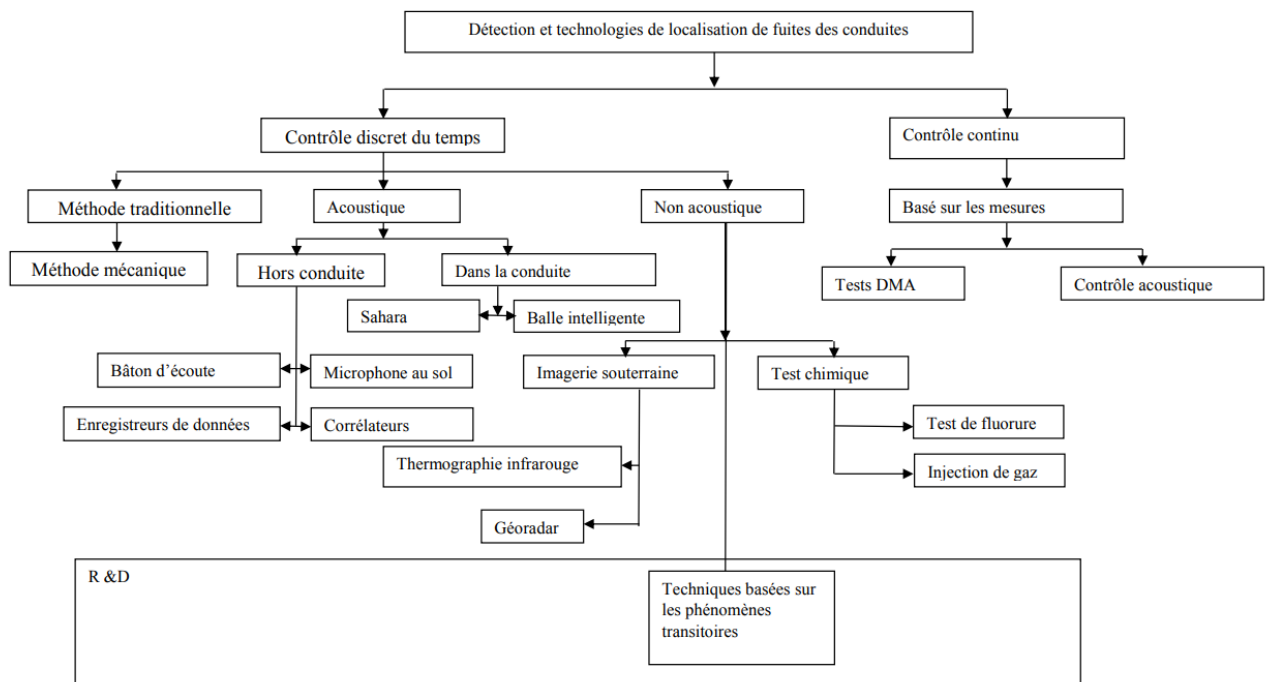 Détection et technologies de localisation de fuites des conduites
Contrôle discret du temps
Contrôle continu
Méthode traditionnelle
Acoustique
Non acoustique
Basé sur les mesures
Méthode mécanique
Hors conduite
Dans la conduite
Tests DMA
Contrôle acoustique
Sahara
Balle intelligente
Bâton d'écoute
Microphone au sol
Imagerie souterraine
Test chimique
Enregistreurs de données
Corrélateurs
Test de fluorure
Thermographie infrarouge
Injection de gaz
Géoradar
R &D
Techniques basées sur
les phénomènes
transitoires